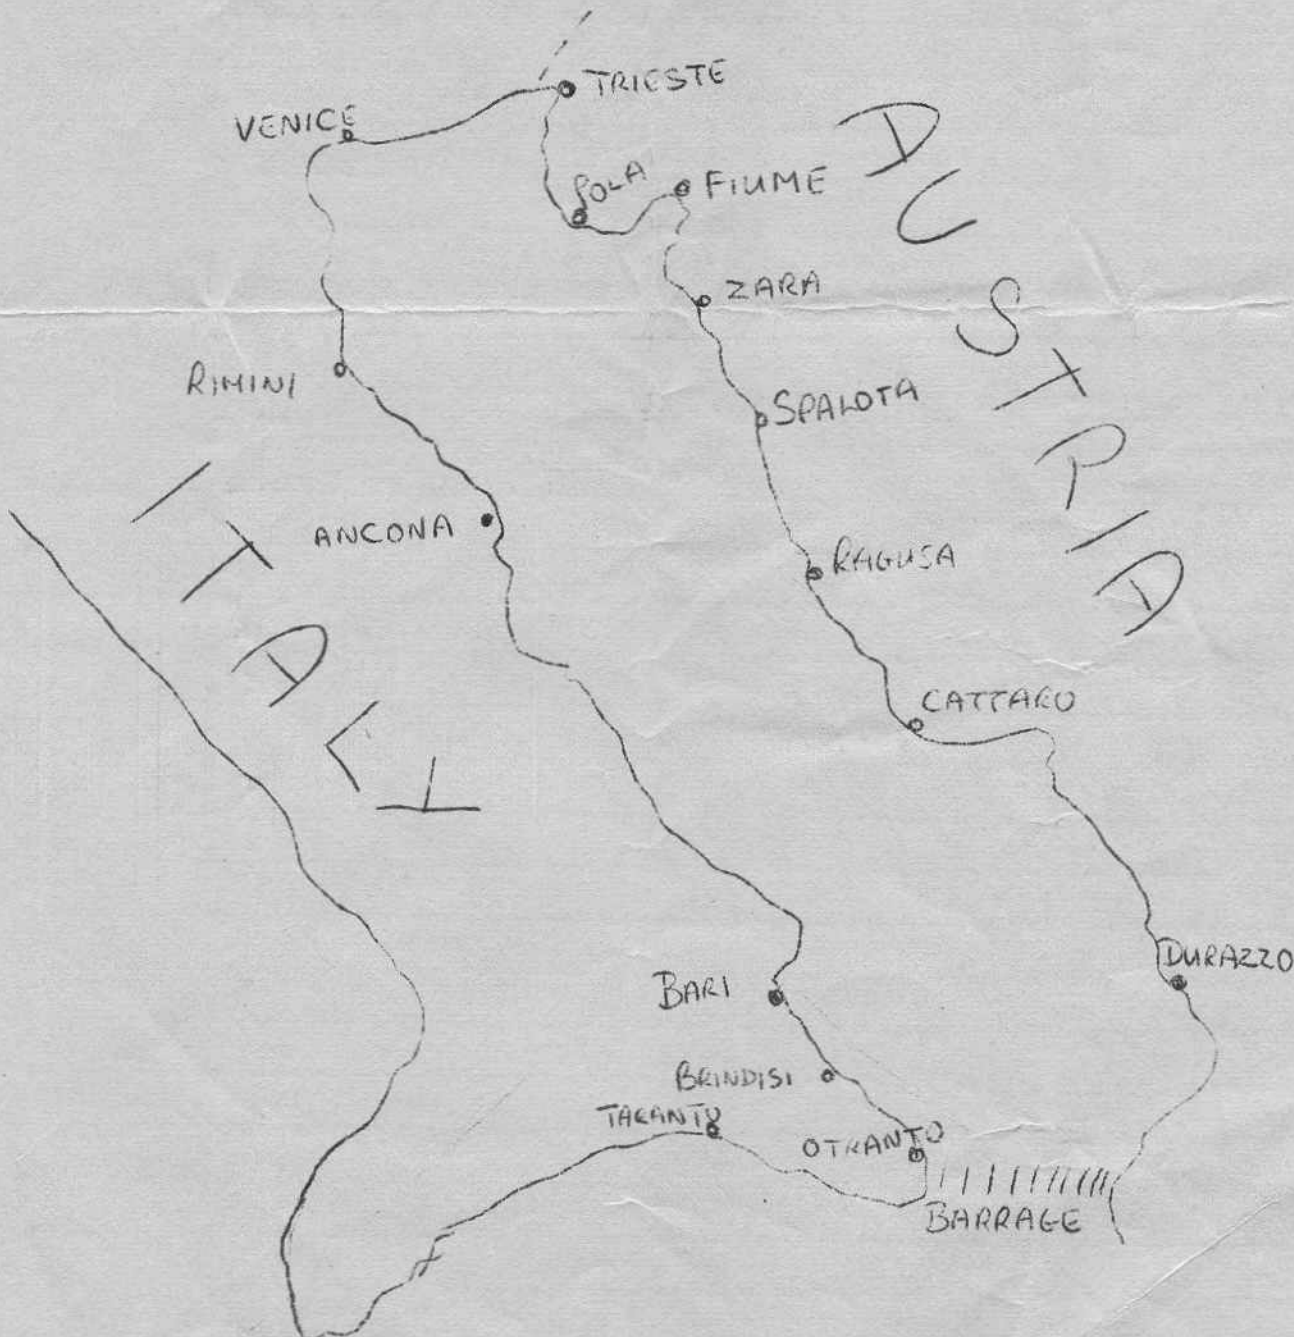 TRIESTE
VENICE
POLA
FIUME
AUSTRIA
ZARA
RIMINI
SPALOTA
ITALY
ANCONA
RAGUSA
CATTARO
DURAZZO
BARI
BRINDISI
TARANTO
OTRANTO
BARRAGE